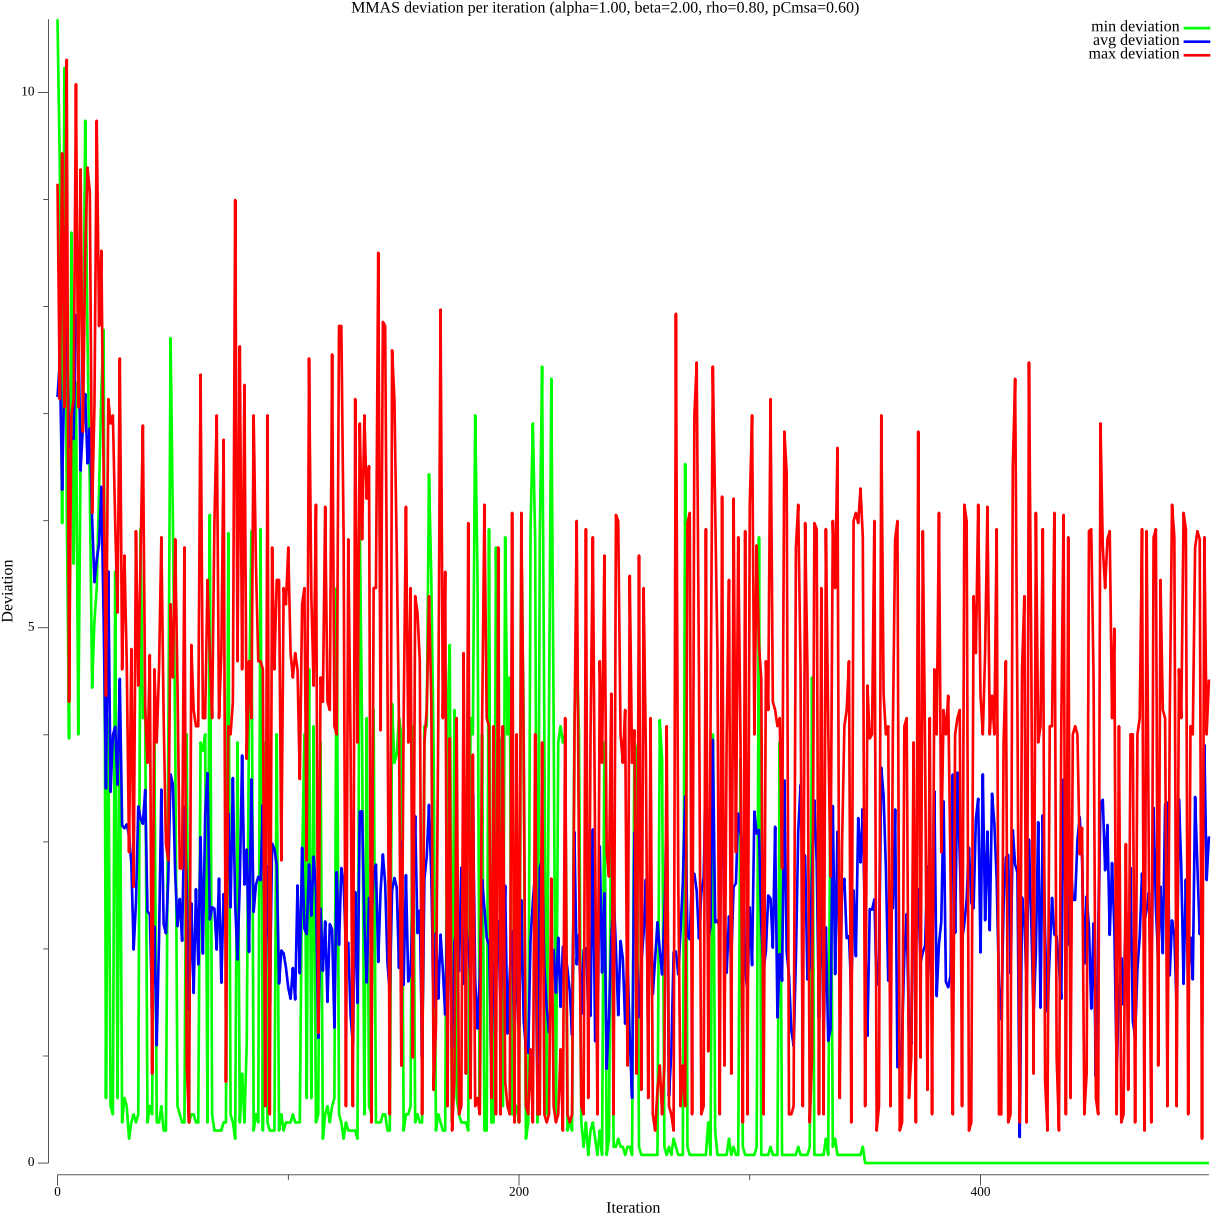 MMAS deviation per iteration (alpha=1.00, beta=2.00, rho=0.80, pCmsa=0.60)
min deviation
avg deviation
max deviation
10
5
0
Deviation
0
200
400
Iteration